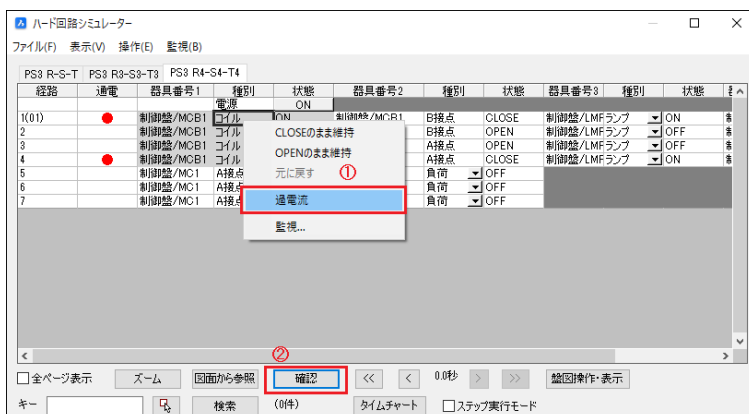 ハード回路シミュレーター
ファイル(F) 表示(V) 操作(E) 監視(B)
PS3 R-S-T PS3 R3-S3-T3 PS3 R4-S4-T4
経路 通電 器具番号1 種別 状態 器具番号2 種別 状態 器具番号3 種別 状態
電源 ON
1(01) 制御盤/MCB1 コイル ON 制御盤/MCB1 B接点 CLOSE 制御盤/LMF ランプ ON
2 制御盤/MCB1 コイル B接点 OPEN 制御盤/LMF ランプ OFF
3 制御盤/MCB1 コイル A接点 OPEN 制御盤/LMF ランプ OFF
4 制御盤/MCB1 コイル A接点 CLOSE 制御盤/LMF ランプ ON
5 制御盤/MC1 A接点 負荷 OFF
6 制御盤/MC1 A接点 負荷 OFF
7 制御盤/MC1 A接点 負荷 OFF
CLOSEのまま維持
OPENのまま維持
元に戻す ①
過電流
監視...
②
全ページ表示 ズーム 図面から参照 確認 << < 0.0秒 > >> 盤図操作・表示
キー 検索 (0件) タイムチャート ステップ実行モード